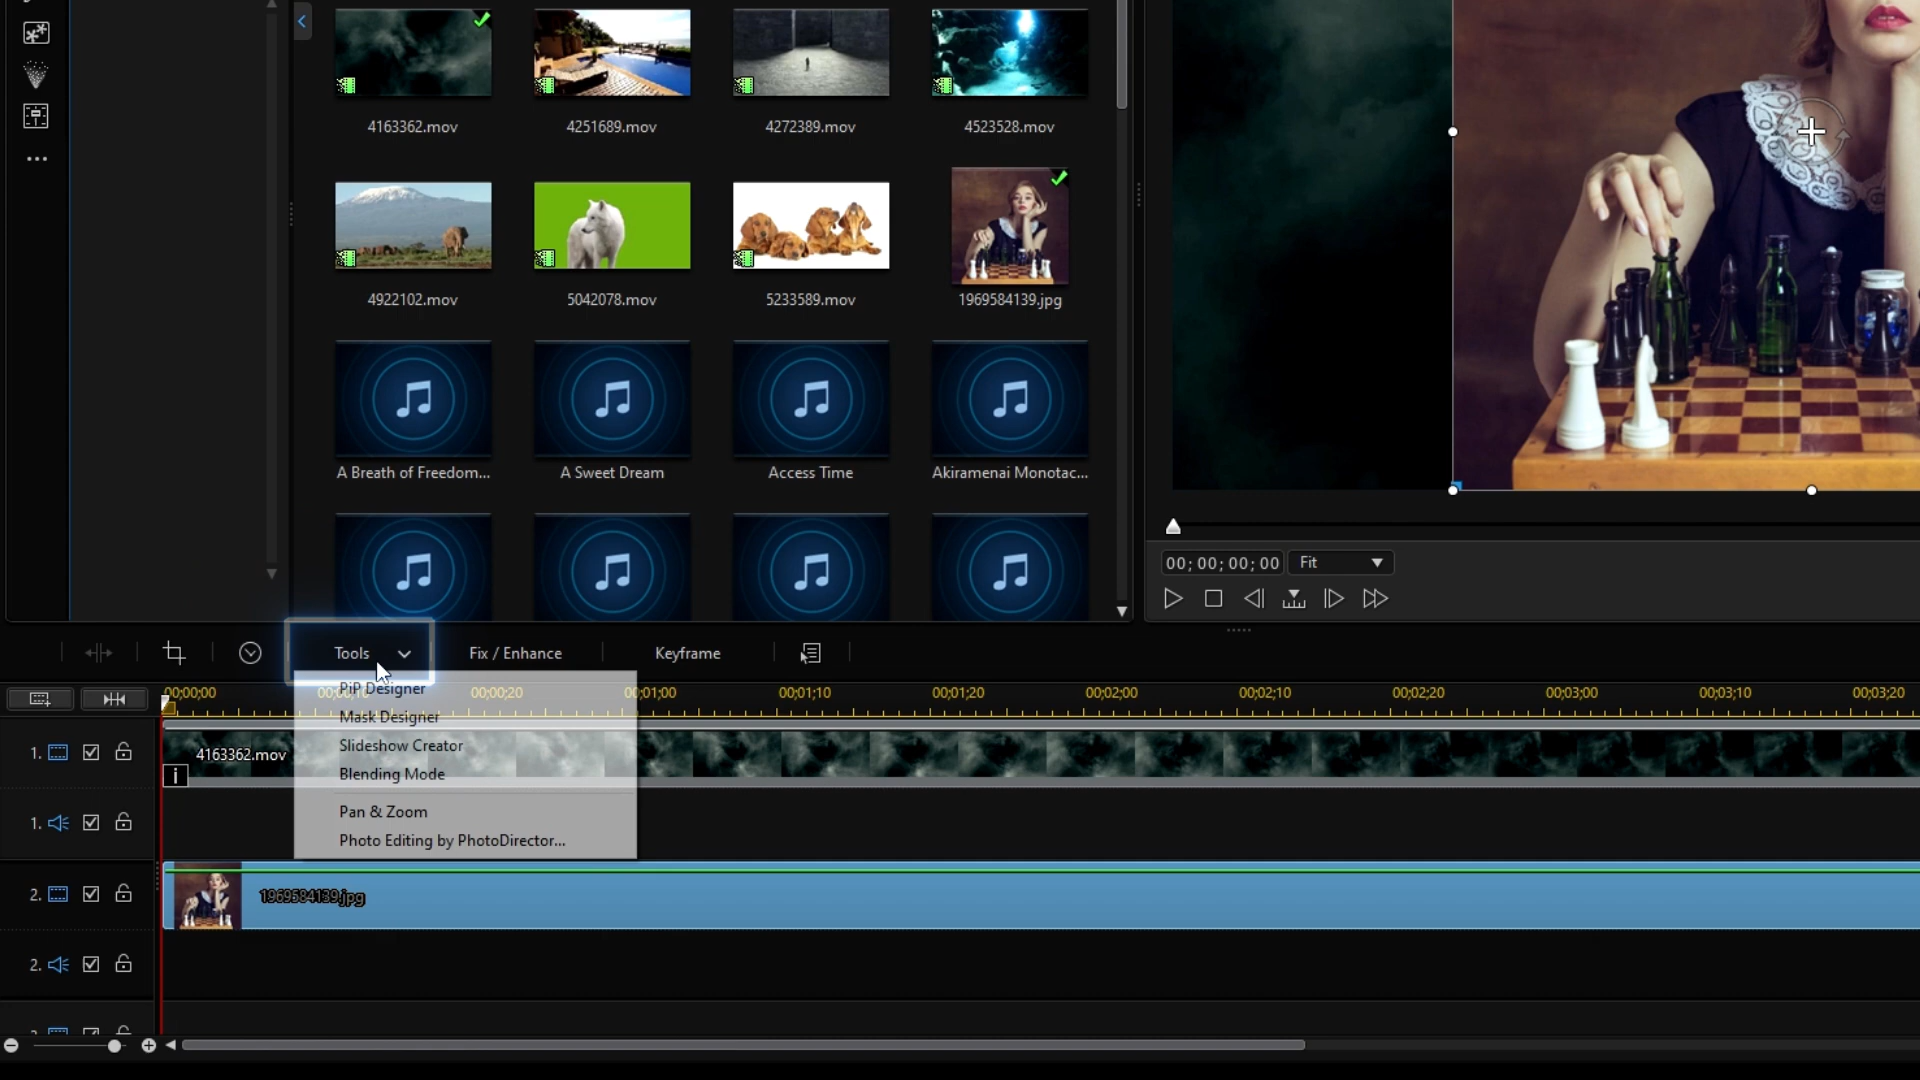 4163362.mov
4251689.mov
4272389.mov
4523528.mov
4922102.mov
5042078.mov
5233589.mov
1969584139.jpg
A Breath of Freedom...
A Sweet Dream
Access Time
Akiramenai Monotac...
00; 00; 00; 00
Fit
Tools
Fix / Enhance
Keyframe
00;00;00
00;00;10
00;00;20
00;01;00
00;01;10
00;01;20
00;02;00
00;02;10
00;02;20
00;03;00
00;03;10
00;03;20
PiP Designer
Mask Designer
Slideshow Creator
Blending Mode
Pan & Zoom
Photo Editing by PhotoDirector...
1.
4163362.mov
i
1.
2.
1969584139.jpg
2.